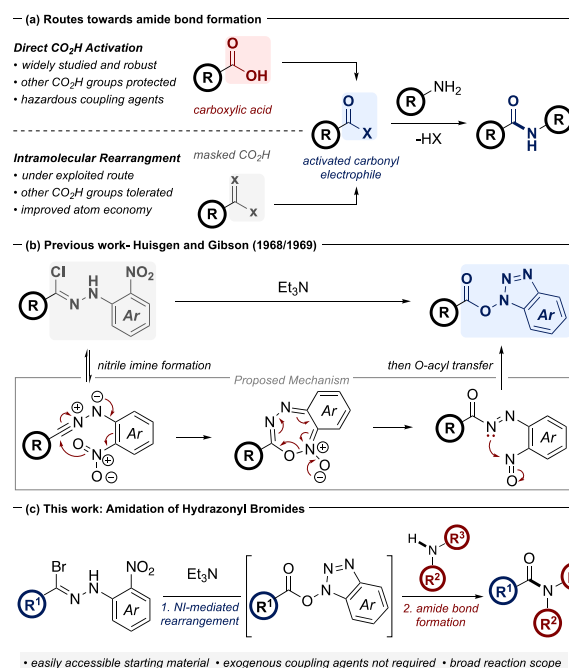 (a) Routes towards amide bond formation
Direct CO2H Activation
• widely studied and robust
• other CO2H groups protected
• hazardous coupling agents
R
O
OH
carboxylic acid
Intramolecular Rearrangment
• under exploited route
• other CO2H groups tolerated
• improved atom economy
masked CO2H
R
X
X
R
O
X
activated carbonyl
electrophile
R
NH2
-HX
R
O
N
H
R
(b) Previous work- Huisgen and Gibson (1968/1969)
Cl
R
N
H
N
NO2
Ar
Et3N
O
R
O
N
N
N
Ar
nitrile imine formation
then O-acyl transfer
Proposed Mechanism
R
N
N
O
N
O
Ar
R
N
N
O
N
O
Ar
O
R
N
N
N
O
Ar
(c) This work: Amidation of Hydrazonyl Bromides
Br
R1
N
H
N
NO2
Ar
Et3N
1. NI-mediated
rearrangement
O
R1
O
N
N
N
Ar
H
N
R3
R2
2. amide bond
formation
O
R1
N
R2
• easily accessible starting material • exogenous coupling agents not required • broad reaction scope